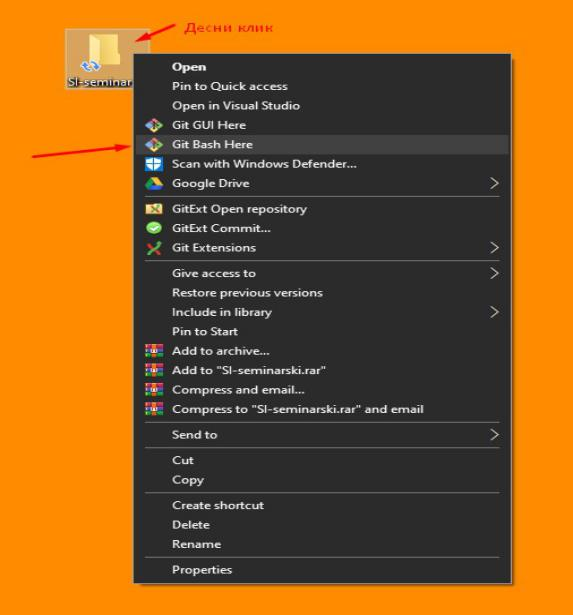 Десни клик
SI-seminar
Open
Pin to Quick access
Open in Visual Studio
Git GUI Here
Git Bash Here
Scan with Windows Defender...
Google Drive
GitExt Open repository
GitExt Commit...
Git Extensions
Give access to
Restore previous versions
Include in library
Pin to Start
Add to archive...
Add to "SI-seminarski.rar"
Compress and email...
Compress to "SI-seminarski.rar" and email
Send to
Cut
Copy
Create shortcut
Delete
Rename
Properties